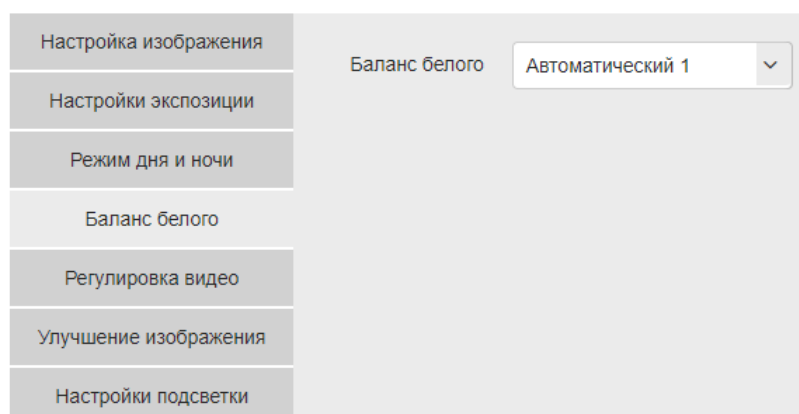 Настройка изображения
Настройки экспозиции
Режим дня и ночи
Баланс белого
Регулировка видео
Улучшение изображения
Настройки подсветки
Баланс белого Автоматический 1